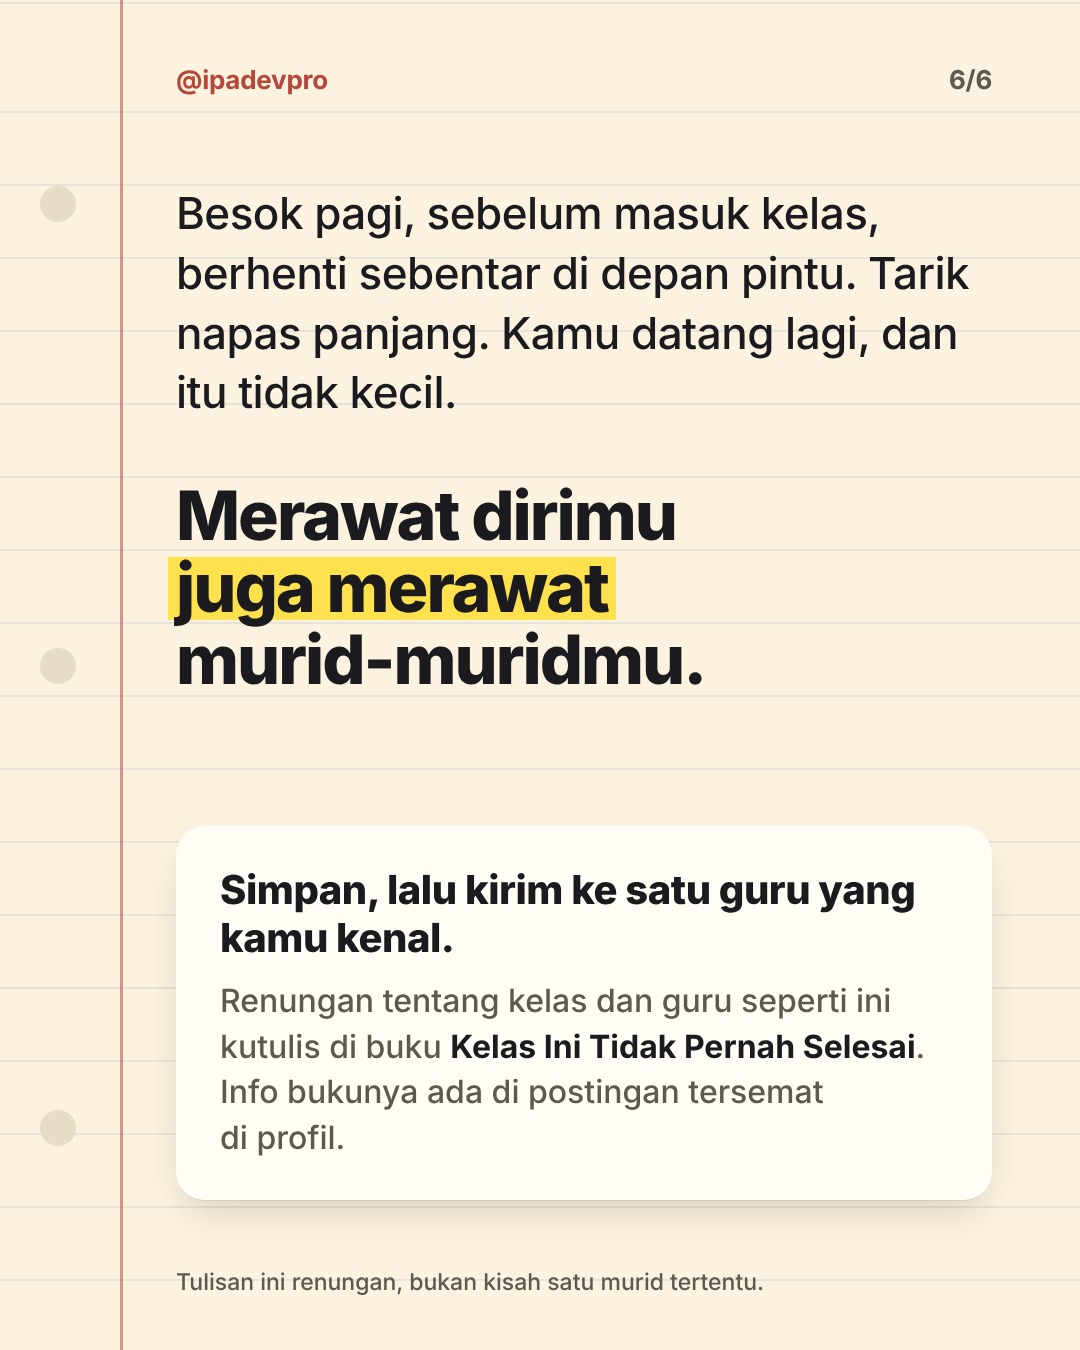 @ipadevpro
6/6
Besok pagi, sebelum masuk kelas,
berhenti sebentar di depan pintu. Tarik
napas panjang. Kamu datang lagi, dan
itu tidak kecil.
Merawat dirimu
juga merawat
murid-muridmu.
Simpan, lalu kirim ke satu guru yang
kamu kenal.
Renungan tentang kelas dan guru seperti ini
kutulis di buku Kelas Ini Tidak Pernah Selesai.
Info bukunya ada di postingan tersemat
di profil.
Tulisan ini renungan, bukan kisah satu murid tertentu.